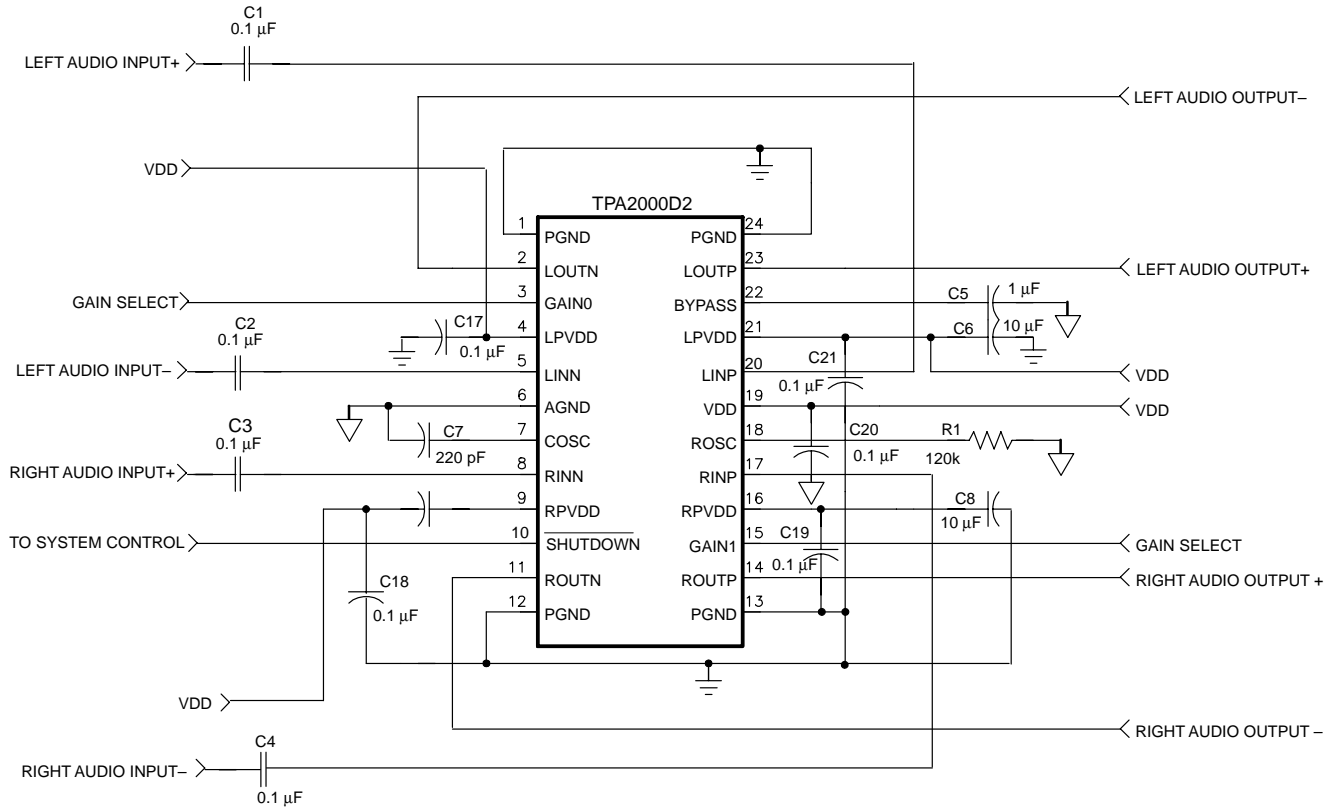 C1
0.1 µF
LEFT AUDIO INPUT+
LEFT AUDIO OUTPUT–
VDD
TPA2000D2
1
PGND
PGND
24
2
LOUTN
LOUTP
23
LEFT AUDIO OUTPUT+
GAIN SELECT
3
GAIN0
BYPASS
22
C5
1 µF
C2
0.1 µF
C17
0.1 µF
4
LPVDD
LPVDD
21
C6
10 µF
LEFT AUDIO INPUT–
5
LINN
LINP
20
C21
0.1 µF
VDD
6
AGND
VDD
19
VDD
C3
0.1 µF
C7
220 pF
7
COSC
ROSC
18
C20
0.1 µF
R1
120k
RIGHT AUDIO INPUT+
8
RINN
RINP
17
9
RPVDD
RPVDD
16
C8
10 µF
TO SYSTEM CONTROL
10
SHUTDOWN
GAIN1
15
C19
0.1 µF
GAIN SELECT
11
ROUTN
ROUTP
14
RIGHT AUDIO OUTPUT +
C18
0.1 µF
12
PGND
PGND
13
VDD
RIGHT AUDIO OUTPUT –
C4
0.1 µF
RIGHT AUDIO INPUT–